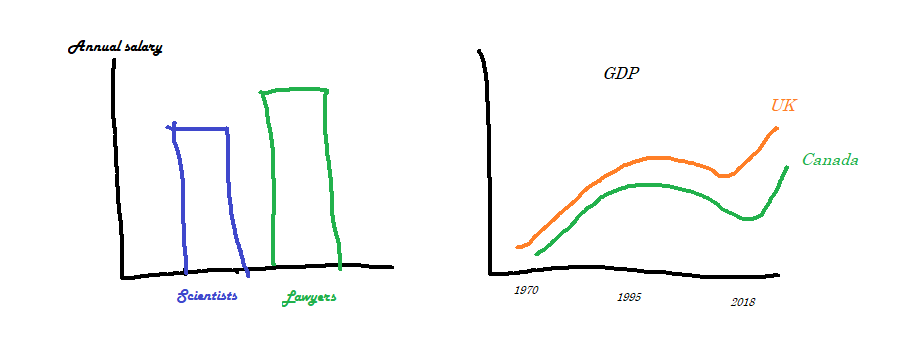 Annual salary
Scientists
Lawyers
GDP
UK
Canada
1970
1995
2018